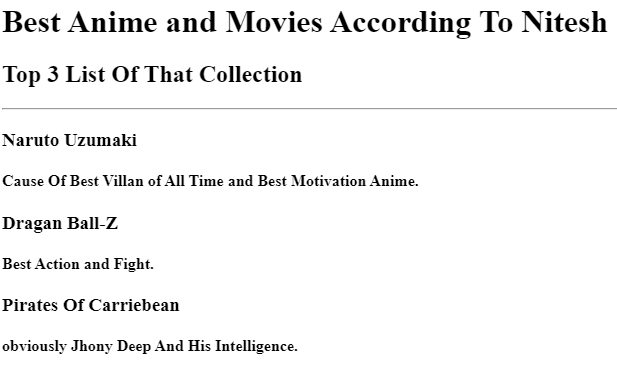 Best Anime and Movies According To Nitesh
Top 3 List Of That Collection
Naruto Uzumaki
Cause Of Best Villan of All Time and Best Motivation Anime.
Dragan Ball-Z
Best Action and Fight.
Pirates Of Carriebean
obviously Jhony Deep And His Intelligence.